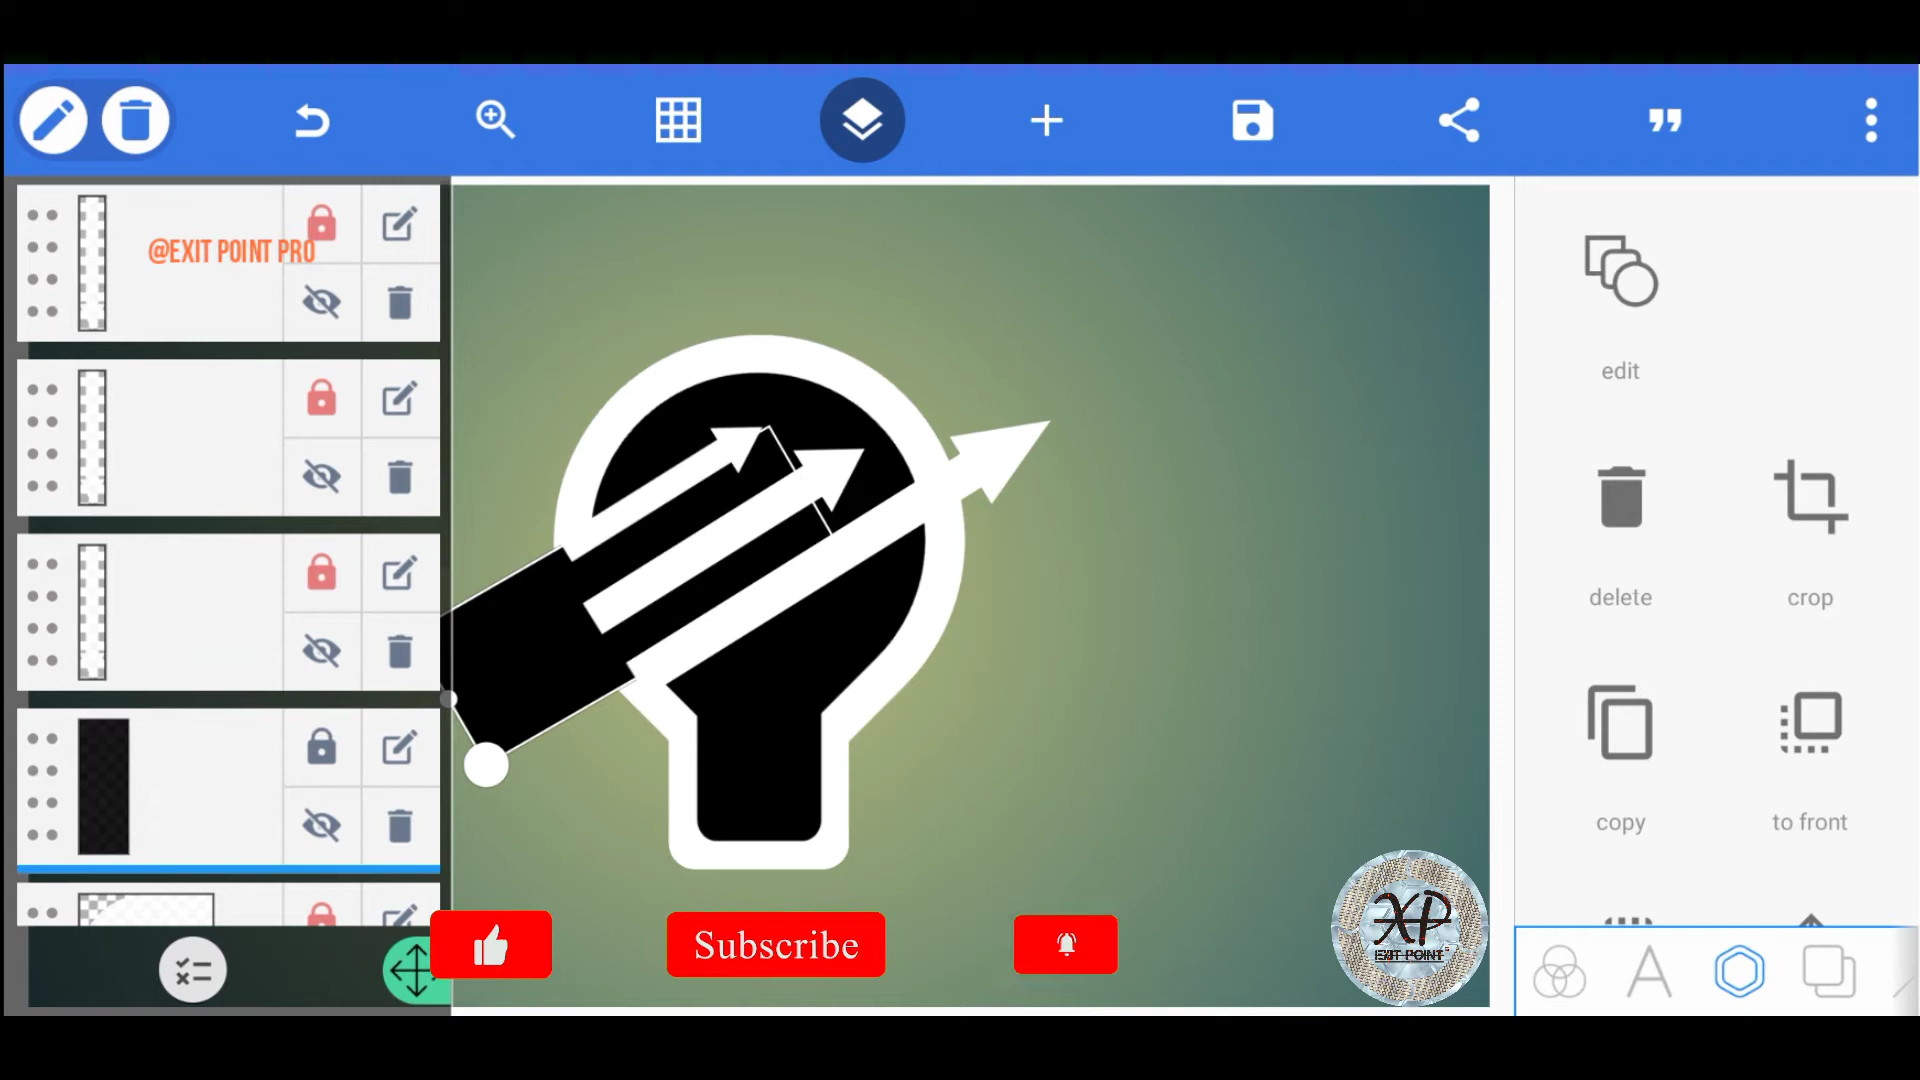 @EXIT POINT PRO
edit
delete
crop
copy
to front
Subscribe
XP
EXIT POINT